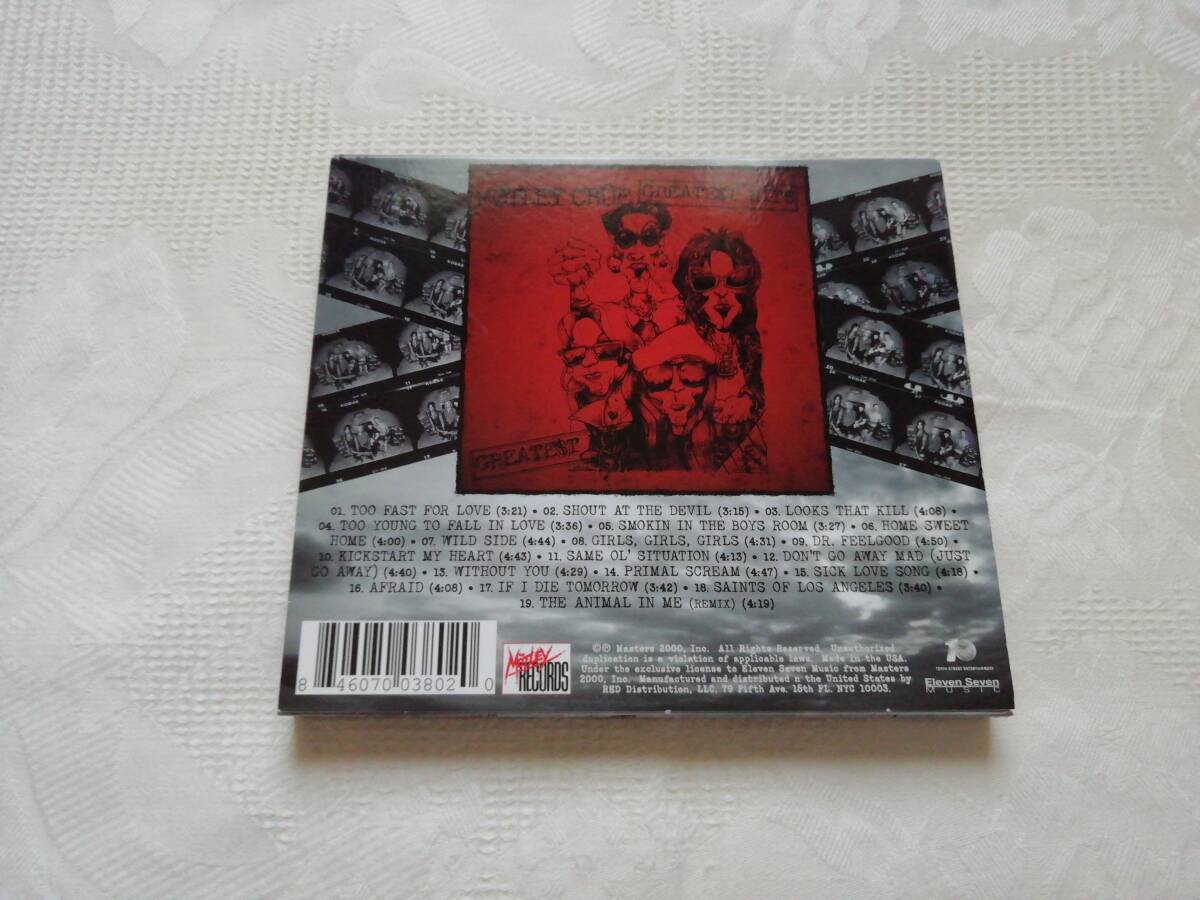 MÖTLEY CRÜE GREATEST HITS
GREATE$T
01. TOO FAST FOR LOVE (3:21) • 02. SHOUT AT THE DEVIL (3:15) • 03. LOOKS THAT KILL (4:08) •
04. TOO YOUNG TO FALL IN LOVE (3:36) • 05. SMOKIN IN THE BOYS ROOM (3:27) • 06. HOME SWEET
HOME (4:00) • 07. WILD SIDE (4:44) • 08. GIRLS, GIRLS, GIRLS (4:31) • 09. DR. FEELGOOD (4:50) •
10. KICKSTART MY HEART (4:43) • 11. SAME OL' SITUATION (4:13) • 12. DON'T GO AWAY MAD (JUST
GO AWAY) (4:40) • 13. WITHOUT YOU (4:29) • 14. PRIMAL SCREAM (4:47) • 15. SICK LOVE SONG (4:18) •
16. AFRAID (4:08) • 17. IF I DIE TOMORROW (3:42) • 18. SAINTS OF LOS ANGELES (3:40) •
19. THE ANIMAL IN ME (REMIX) (4:19)
8 46070 03802 0
MÖTLEY
RECORDS
©℗ Masters 2000, Inc. All Rights Reserved. Unauthorized
duplication is a violation of applicable laws. Made in the USA.
Under the exclusive license to Eleven Seven Music from Masters
2000, Inc. Manufactured and distributed n the United States by
RED Distribution, LLC. 79 Fifth Ave. 15th FL. NYC 10003.
10
TENTH STREET ENTERTAINMENT
Eleven Seven
MUSIC